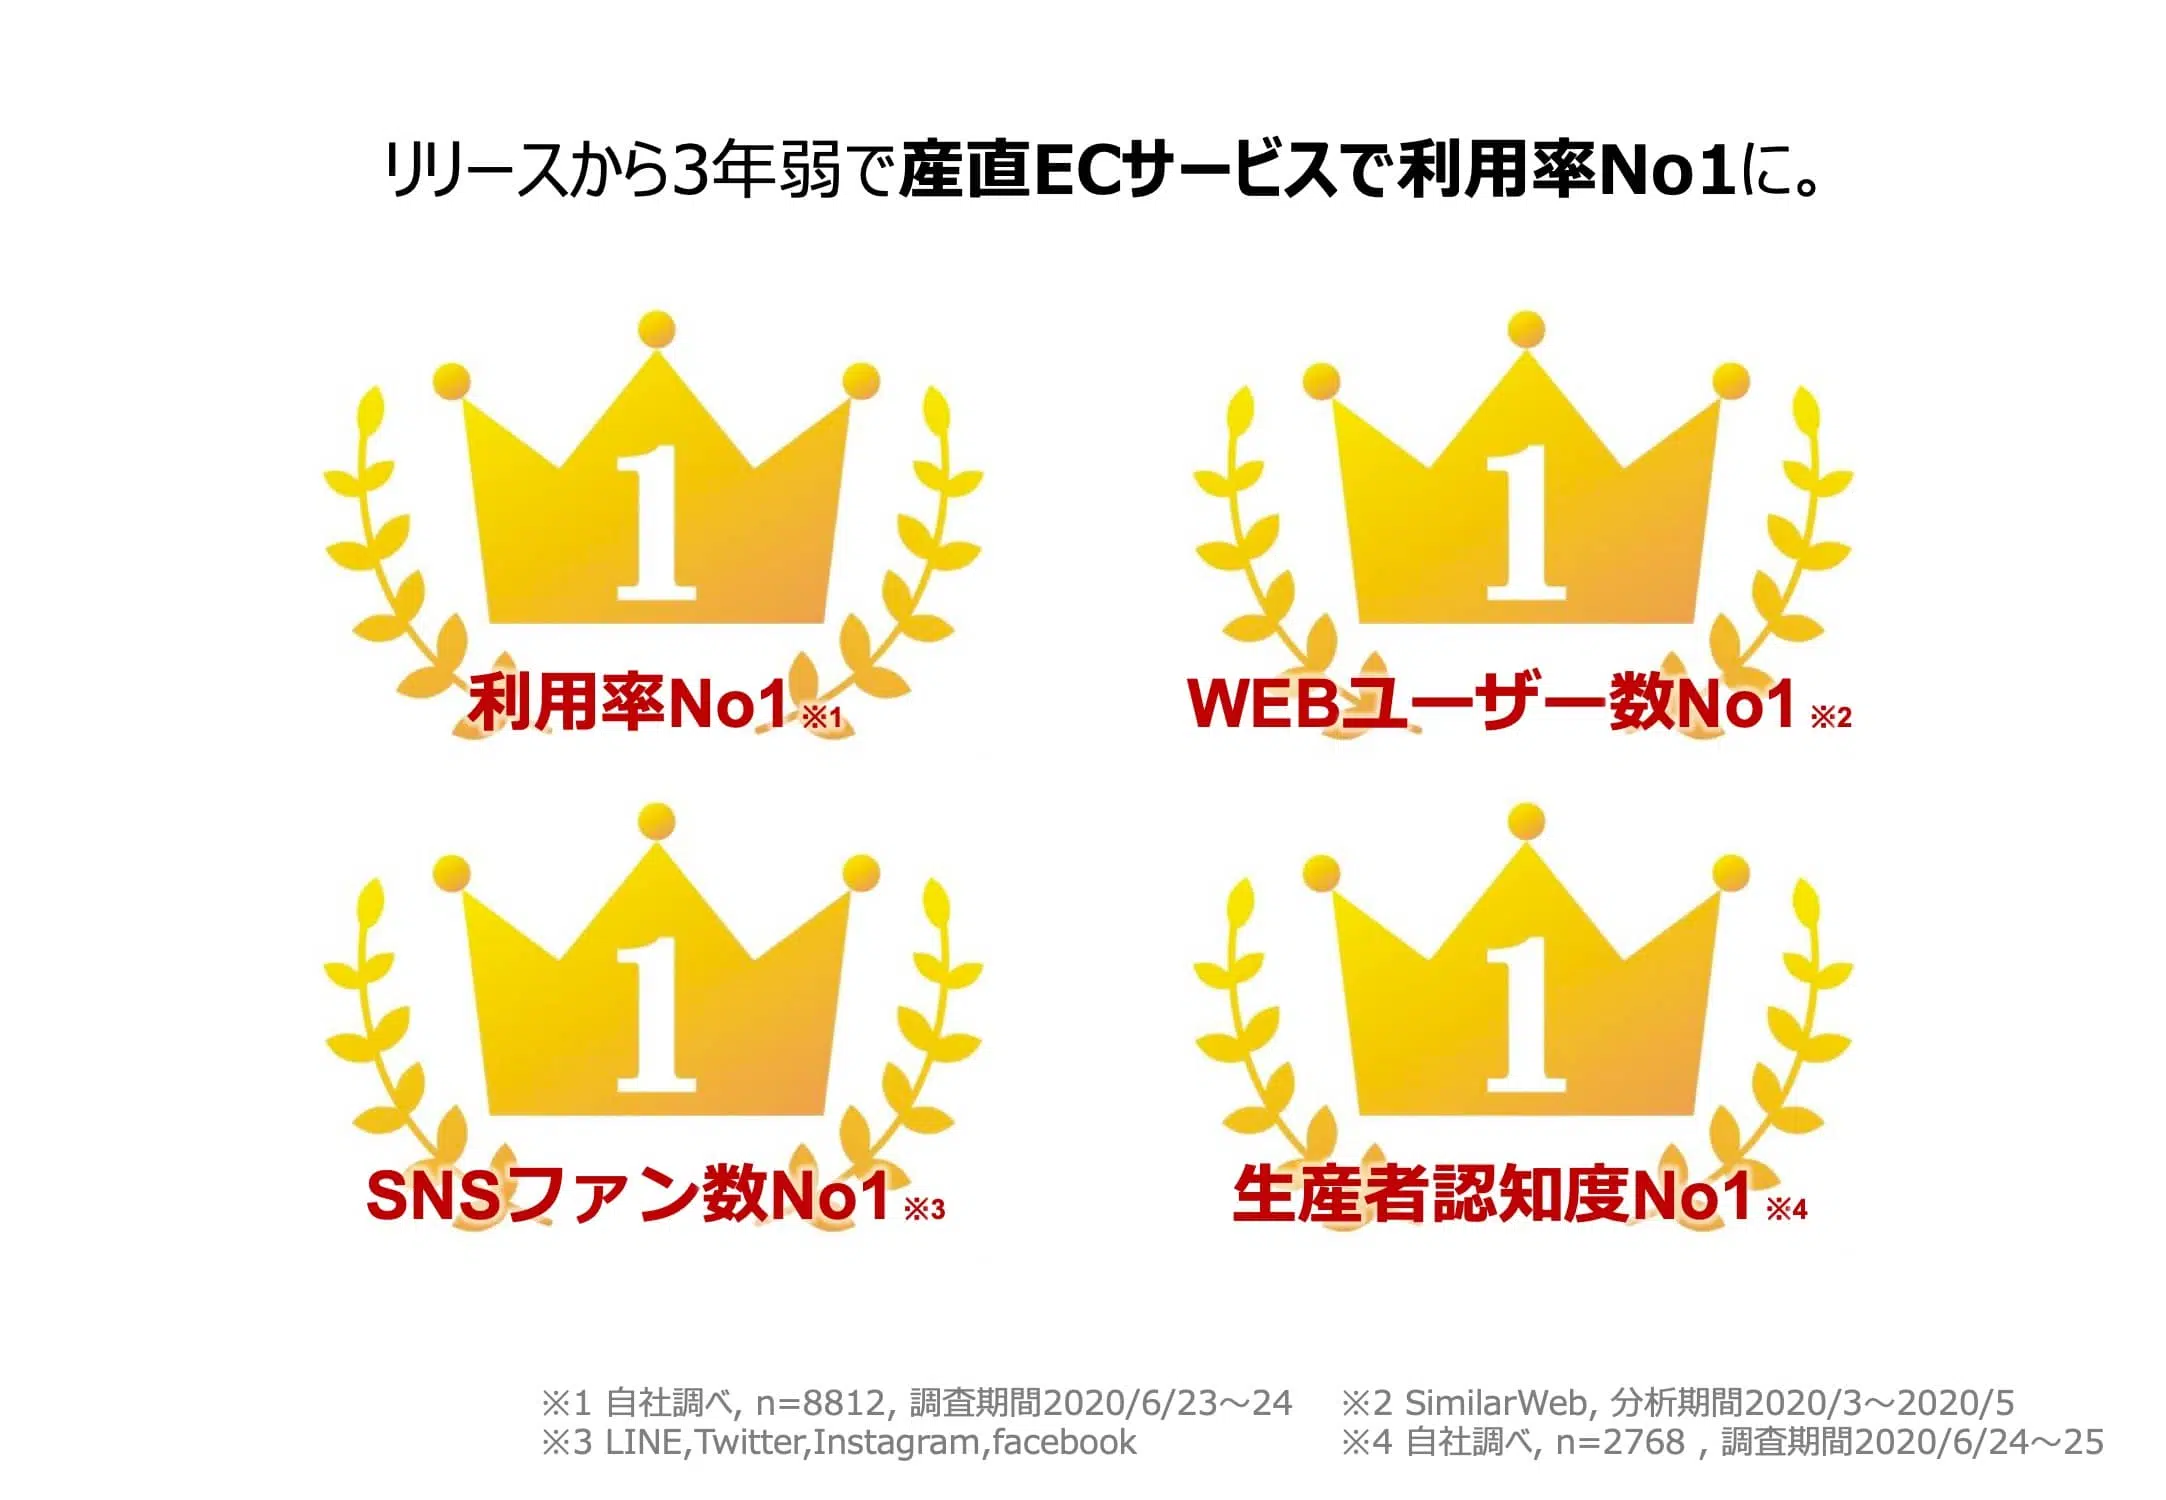 リリースから3年弱で産直ECサービスで利用率No1に。
1
1
利用率No1 ※1
WEBユーザー数No1 ※2
1
1
SNSファン数No1 ※3
生産者認知度No1 ※4
※1 自社調べ, n=8812, 調査期間2020/6/23～24
※2 SimilarWeb, 分析期間2020/3～2020/5
※3 LINE,Twitter,Instagram,facebook
※4 自社調べ, n=2768 , 調査期間2020/6/24～25